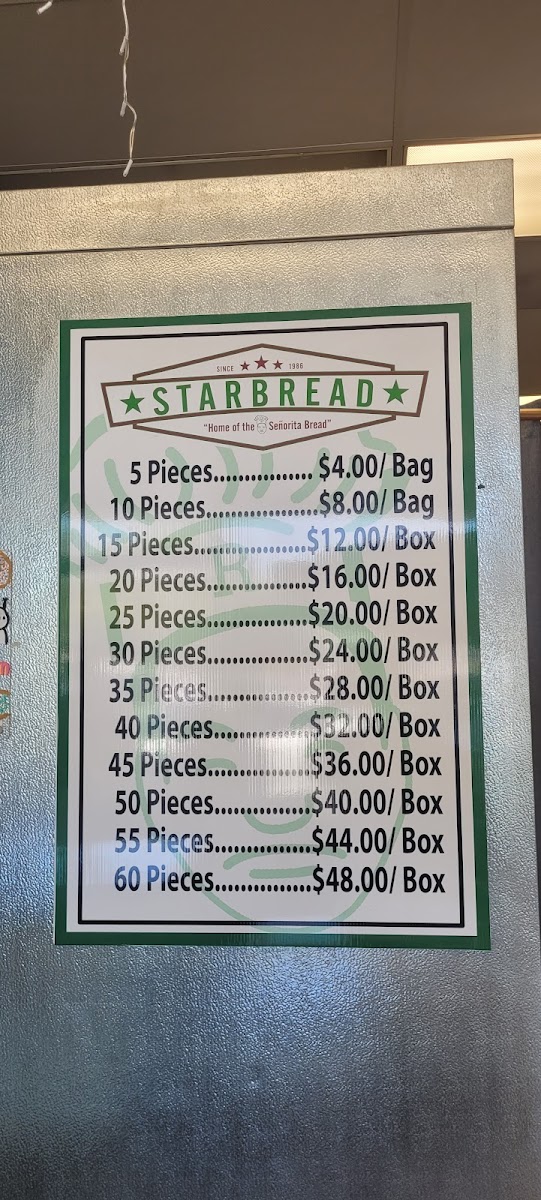 SINCE ★ ★ ★ 1986
★ STARBREAD ★
"Home of the Señorita Bread"
5 Pieces................ $4.00/ Bag
10 Pieces..................$8.00/ Bag
15 Pieces..................$12.00/ Box
20 Pieces................$16.00/ Box
25 Pieces................$20.00/ Box
30 Pieces................$24.00/ Box
35 Pieces................$28.00/ Box
40 Pieces...............$32.00/ Box
45 Pieces................$36.00/ Box
50 Pieces...............$40.00/ Box
55 Pieces...............$44.00/ Box
60 Pieces...............$48.00/ Box